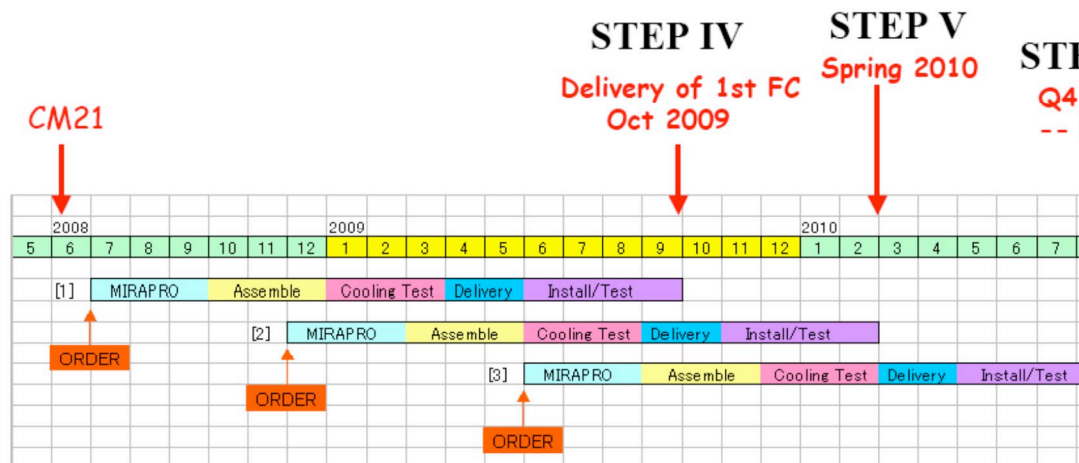 STEP IV
STEP V
STE
Delivery of 1st FC
Oct 2009
Spring 2010
Q4
--
CM21
2008 2009 2010
5 6 7 8 9 10 11 12 1 2 3 4 5 6 7 8 9 10 11 12 1 2 3 4 5 6 7
[1] MIRAPRO Assemble Cooling Test Delivery Install/Test
ORDER
[2] MIRAPRO Assemble Cooling Test Delivery Install/Test
ORDER
[3] MIRAPRO Assemble Cooling Test Delivery Install/Test
ORDER